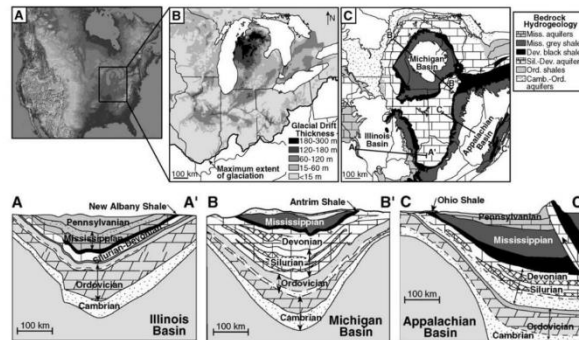 A
B
N
Glacial Drift
Thickness
180-300 m
120-180 m
60-120 m
15-60 m
<15 m
100 km
Maximum extent
of glaciation
C
B
Michigan
Basin
B'
Illinois
Basin
Appalachian
Basin
A
A'
C
100 km
Bedrock
Hydrogeology
Miss. aquifers
Miss. grey shale
Dev. black shale
Sil.-Dev. aquifers
Ord. shales
Camb.-Ord.
aquifers
A
New Albany Shale
A'
Pennsylvanian
Mississippian
Silurian-Devonian
Ordovician
Cambrian
100 km
Illinois
Basin
B
Antrim Shale
B'
Mississippian
Devonian
Silurian
Ordovician
Cambrian
100 km
Michigan
Basin
C
Ohio Shale
Pennsylvanian
Mississippian
Devonian
Silurian
Ordovician
Cambrian
100 km
Appalachian Basin